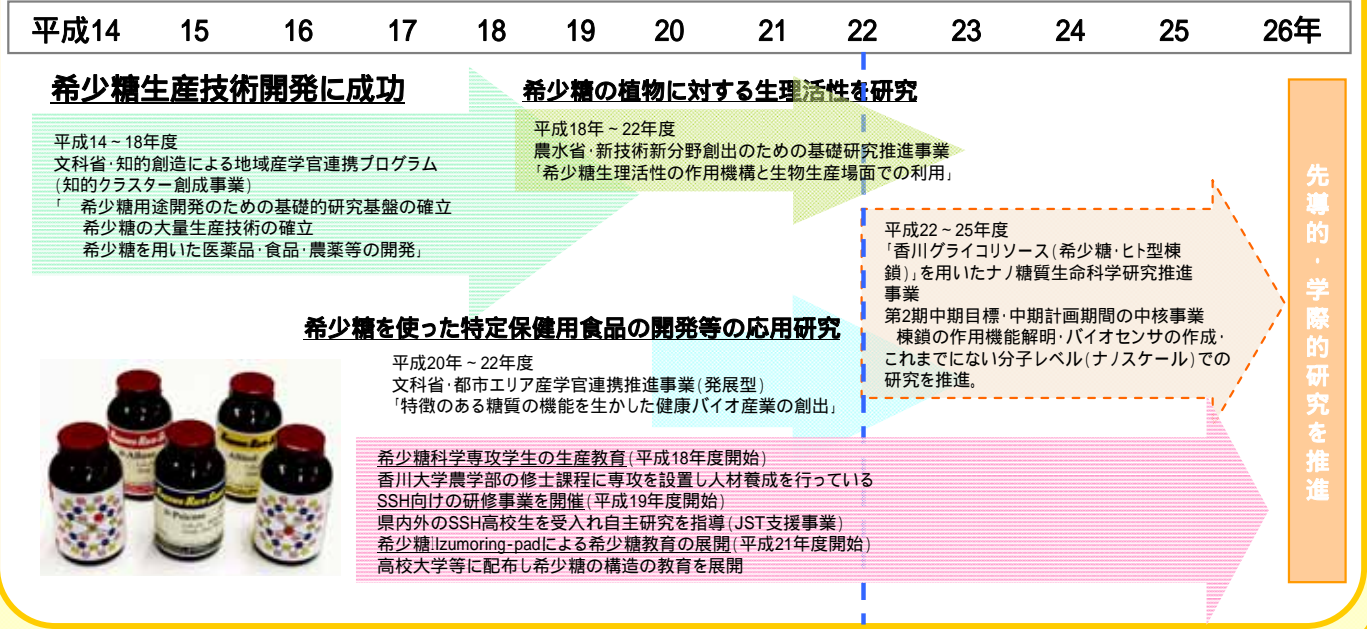 平成14 15 16 17 18 19 20 21 22 23 24 25 26年
希少糖生産技術開発に成功
平成14~18年度
文科省・知的創造による地域産学官連携プログラム
(知的クラスター創成事業)
「 希少糖用途開発のための基礎的研究基盤の確立
希少糖の大量生産技術の確立
希少糖を用いた医薬品・食品・農薬等の開発」
希少糖の植物に対する生理活性を研究
平成18年~22年度
農水省・新技術新分野創出のための基礎研究推進事業
「希少糖生理活性の作用機構と生物生産場面での利用」
平成22~25年度
「香川グライコリソース(希少糖・ヒト型棟
鎖)」を用いたナノ糖質生命科学研究推進
事業
第2期中期目標・中期計画期間の中核事業
棟鎖の作用機能解明・バイオセンサの作成・
これまでにない分子レベル(ナノスケール)での
研究を推進。
希少糖を使った特定保健用食品の開発等の応用研究
平成20年~22年度
文科省・都市エリア産学官連携推進事業(発展型)
「特徴のある糖質の機能を生かした健康バイオ産業の創出」
希少糖科学専攻学生の生産教育(平成18年度開始)
香川大学農学部の修士課程に専攻を設置し人材養成を行っている
SSH向けの研修事業を開催(平成19年度開始)
県内外のSSH高校生を受入れ自主研究を指導(JST支援事業)
希少糖Izumoring-padによる希少糖教育の展開(平成21年度開始)
高校大学等に配布し希少糖の構造の教育を展開
先導的・学際的研究を推進